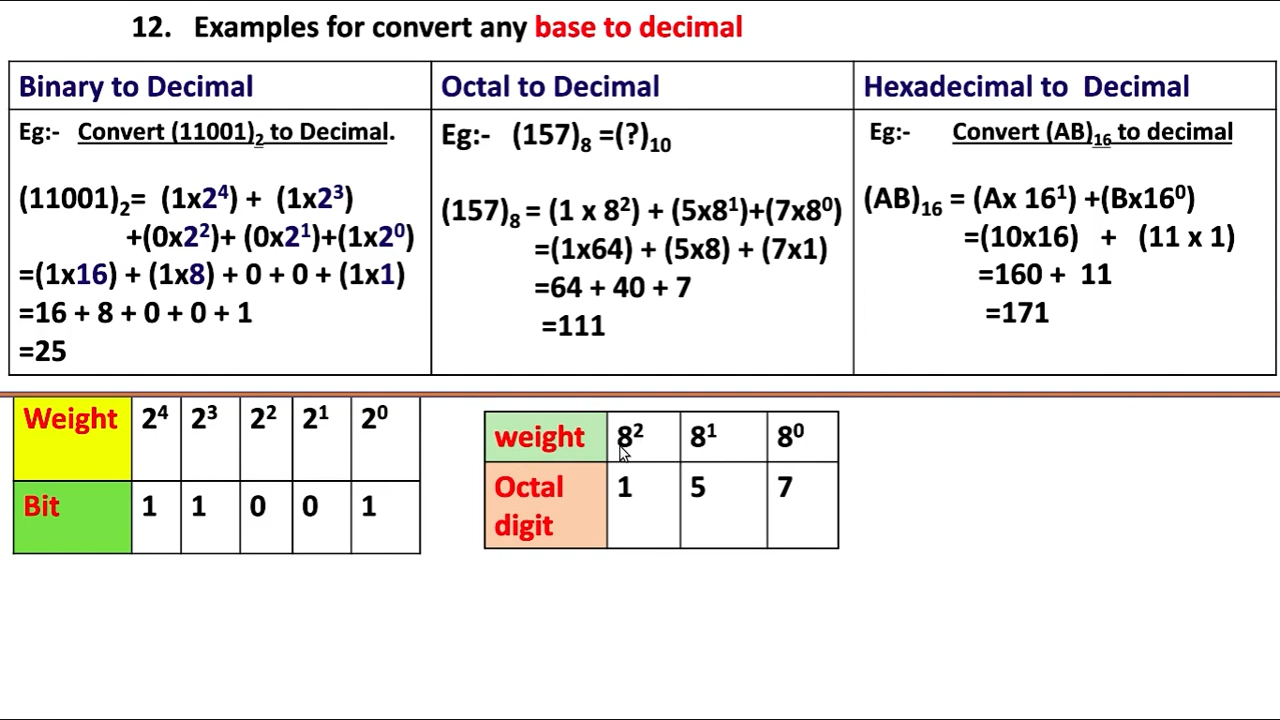 12. Examples for convert any base to decimal
Binary to Decimal
Eg:- Convert (11001)₂ to Decimal.
(11001)₂= (1x2⁴) + (1x2³)
+(0x2²)+ (0x2¹)+(1x2⁰)
=(1x16) + (1x8) + 0 + 0 + (1x1)
=16 + 8 + 0 + 0 + 1
=25
Octal to Decimal
Eg:- (157)₈ =(?)₁₀
(157)₈ = (1 x 8²) + (5x8¹)+(7x8⁰)
=(1x64) + (5x8) + (7x1)
=64 + 40 + 7
=111
Hexadecimal to Decimal
Eg:- Convert (AB)₁₆ to decimal
(AB)₁₆ = (Ax 16¹) +(Bx16⁰)
=(10x16) + (11 x 1)
=160 + 11
=171
Weight 2⁴ 2³ 2² 2¹ 2⁰
Bit 1 1 0 0 1
weight 8² 8¹ 8⁰
Octal 1 5 7
digit